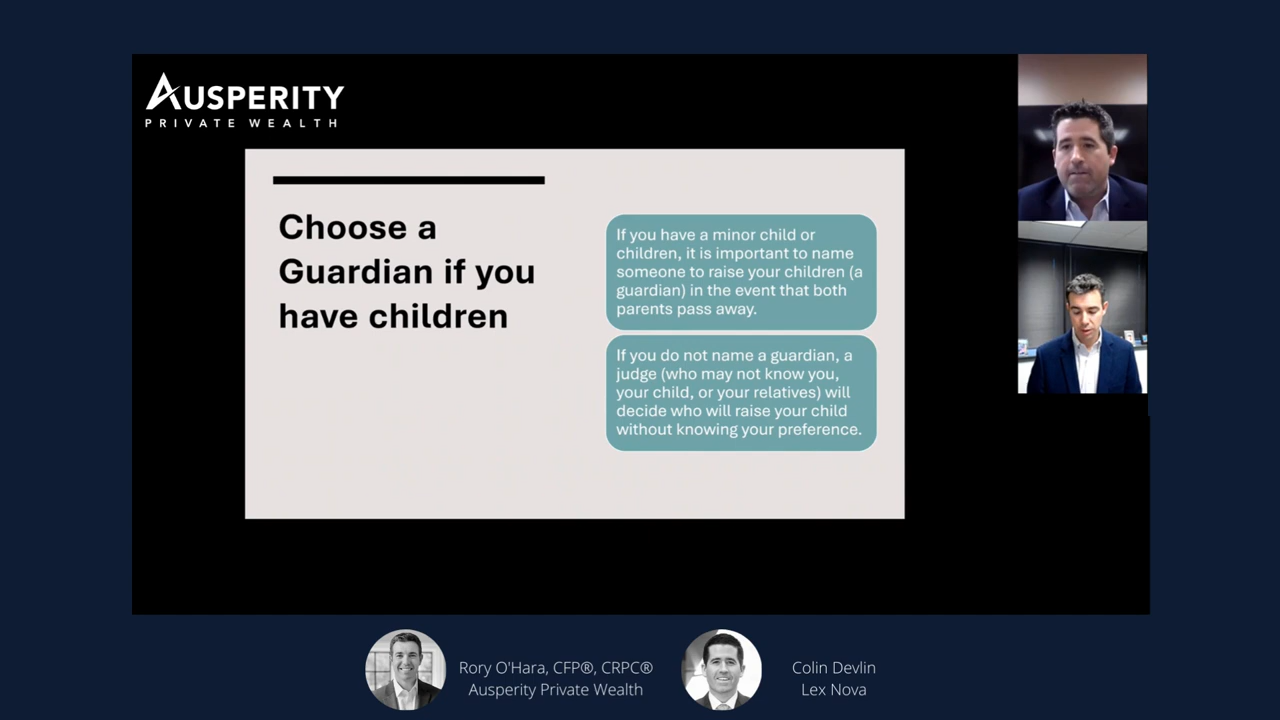 AUSPERITY
PRIVATE WEALTH
Choose a
Guardian if you
have children
If you have a minor child or
children, it is important to name
someone to raise your children (a
guardian) in the event that both
parents pass away.
If you do not name a guardian, a
judge (who may not know you,
your child, or your relatives) will
decide who will raise your child
without knowing your preference.
Rory O'Hara, CFP®, CRPC®
Ausperity Private Wealth
Colin Devlin
Lex Nova